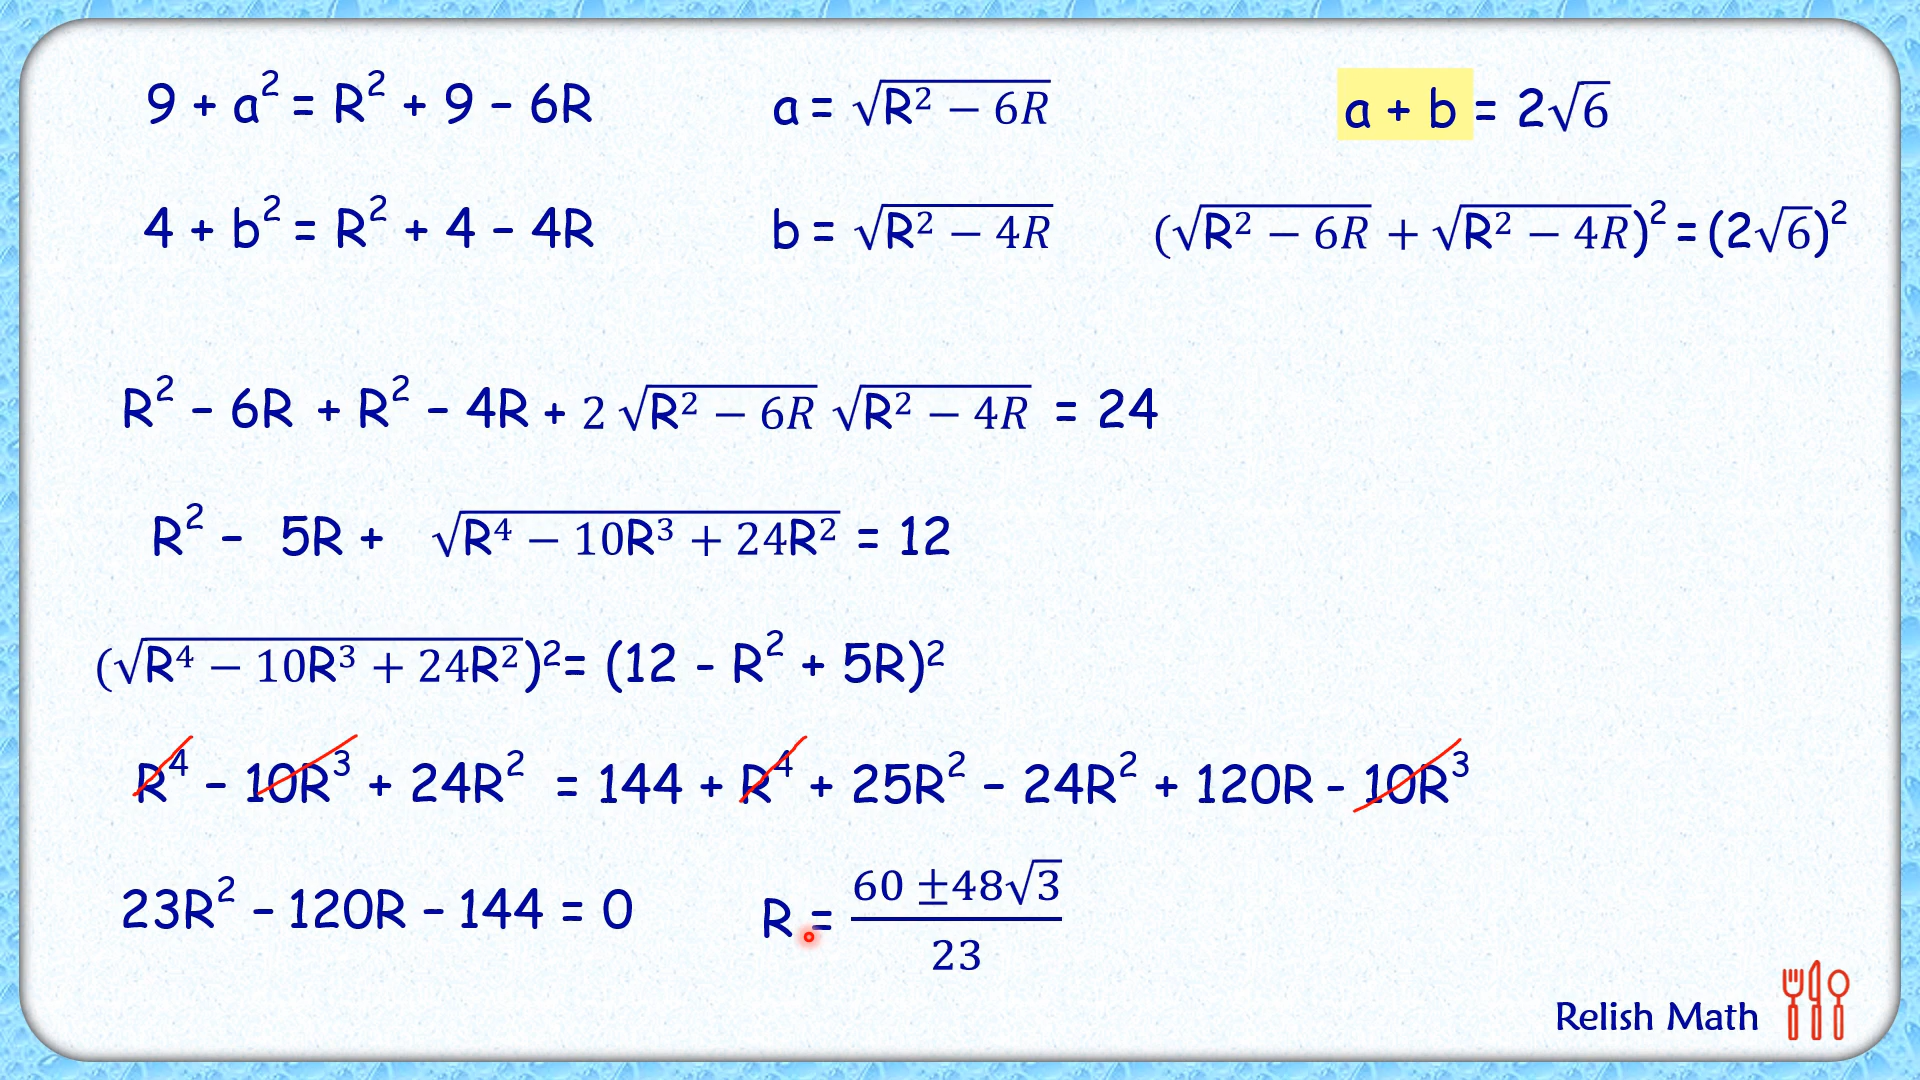 9 + a² = R² + 9 – 6R
a = √(R² − 6R)
a + b = 2√6
4 + b² = R² + 4 – 4R
b = √(R² − 4R)
(√(R² − 6R) + √(R² − 4R))² = (2√6)²
R² – 6R + R² – 4R + 2 √(R² − 6R) √(R² − 4R) = 24
R² – 5R + √(R⁴ − 10R³ + 24R²) = 12
(√(R⁴ − 10R³ + 24R²))² = (12 - R² + 5R)²
R⁴ – 10R³ + 24R² = 144 + R⁴ + 25R² – 24R² + 120R - 10R³
23R² – 120R – 144 = 0
R = (60 ±48√3)/23
Relish Math